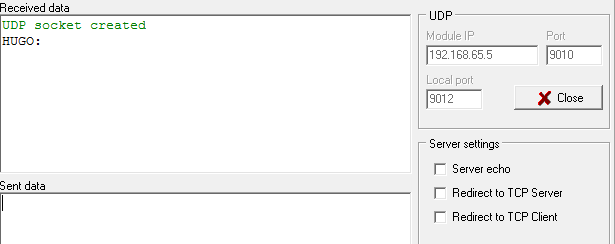 Received data
UDP socket created
HUGO:
Sent data
UDP
Module IP
Port
192.168.65.5
9010
Local port
9012
Close
Server settings
Server echo
Redirect to TCP Server
Redirect to TCP Client